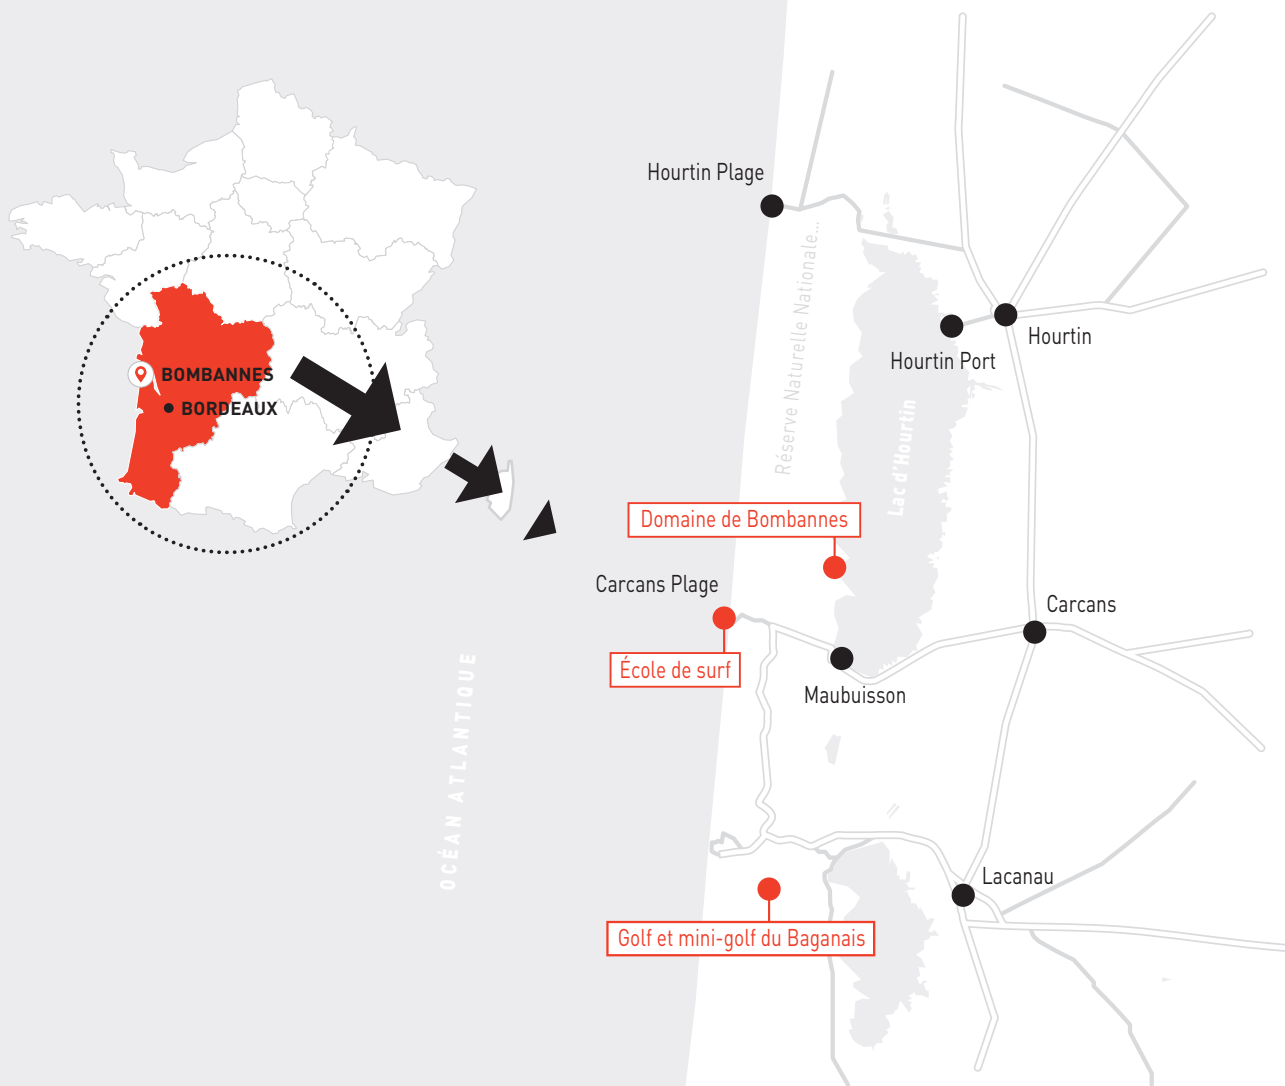 Hourtin Plage
Réserve Naturelle Nationale...
Hourtin
Hourtin Port
BOMBANNES
BORDEAUX
Lac d'Hourtin
Domaine de Bombannes
Carcans Plage
Carcans
École de surf
Maubuisson
OCÉAN ATLANTIQUE
Lacanau
Golf et mini-golf du Baganais